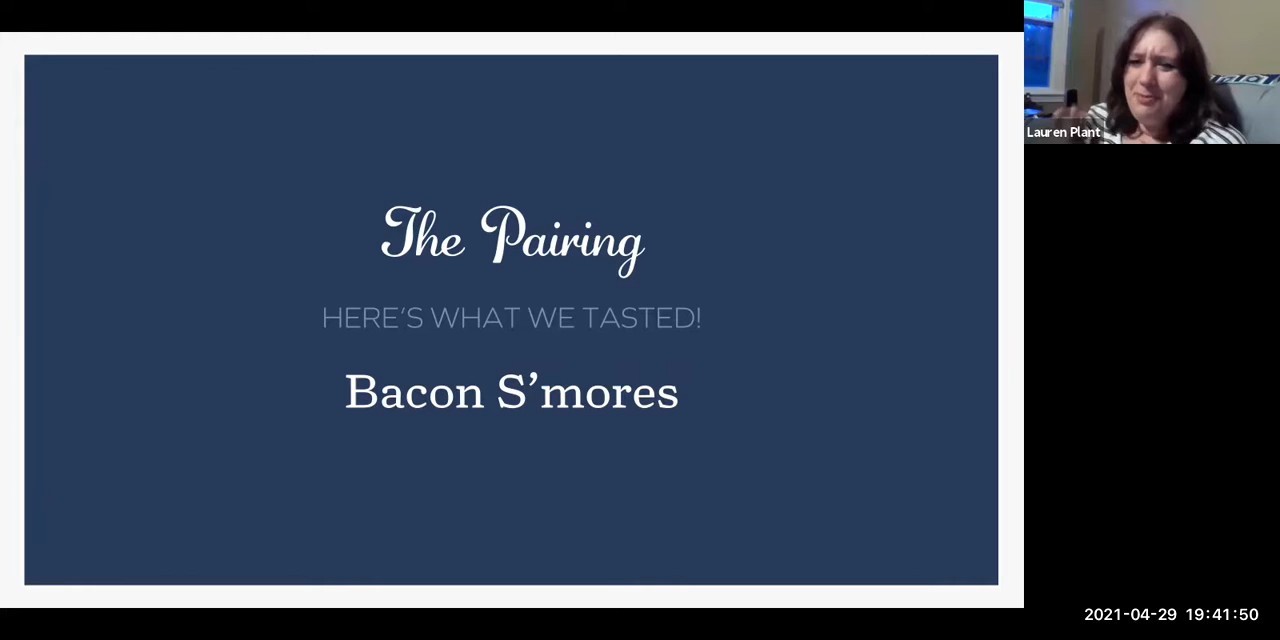 The Pairing
HERE'S WHAT WE TASTED!
Bacon S’mores
Lauren Plant
2021-04-29 19:41:50